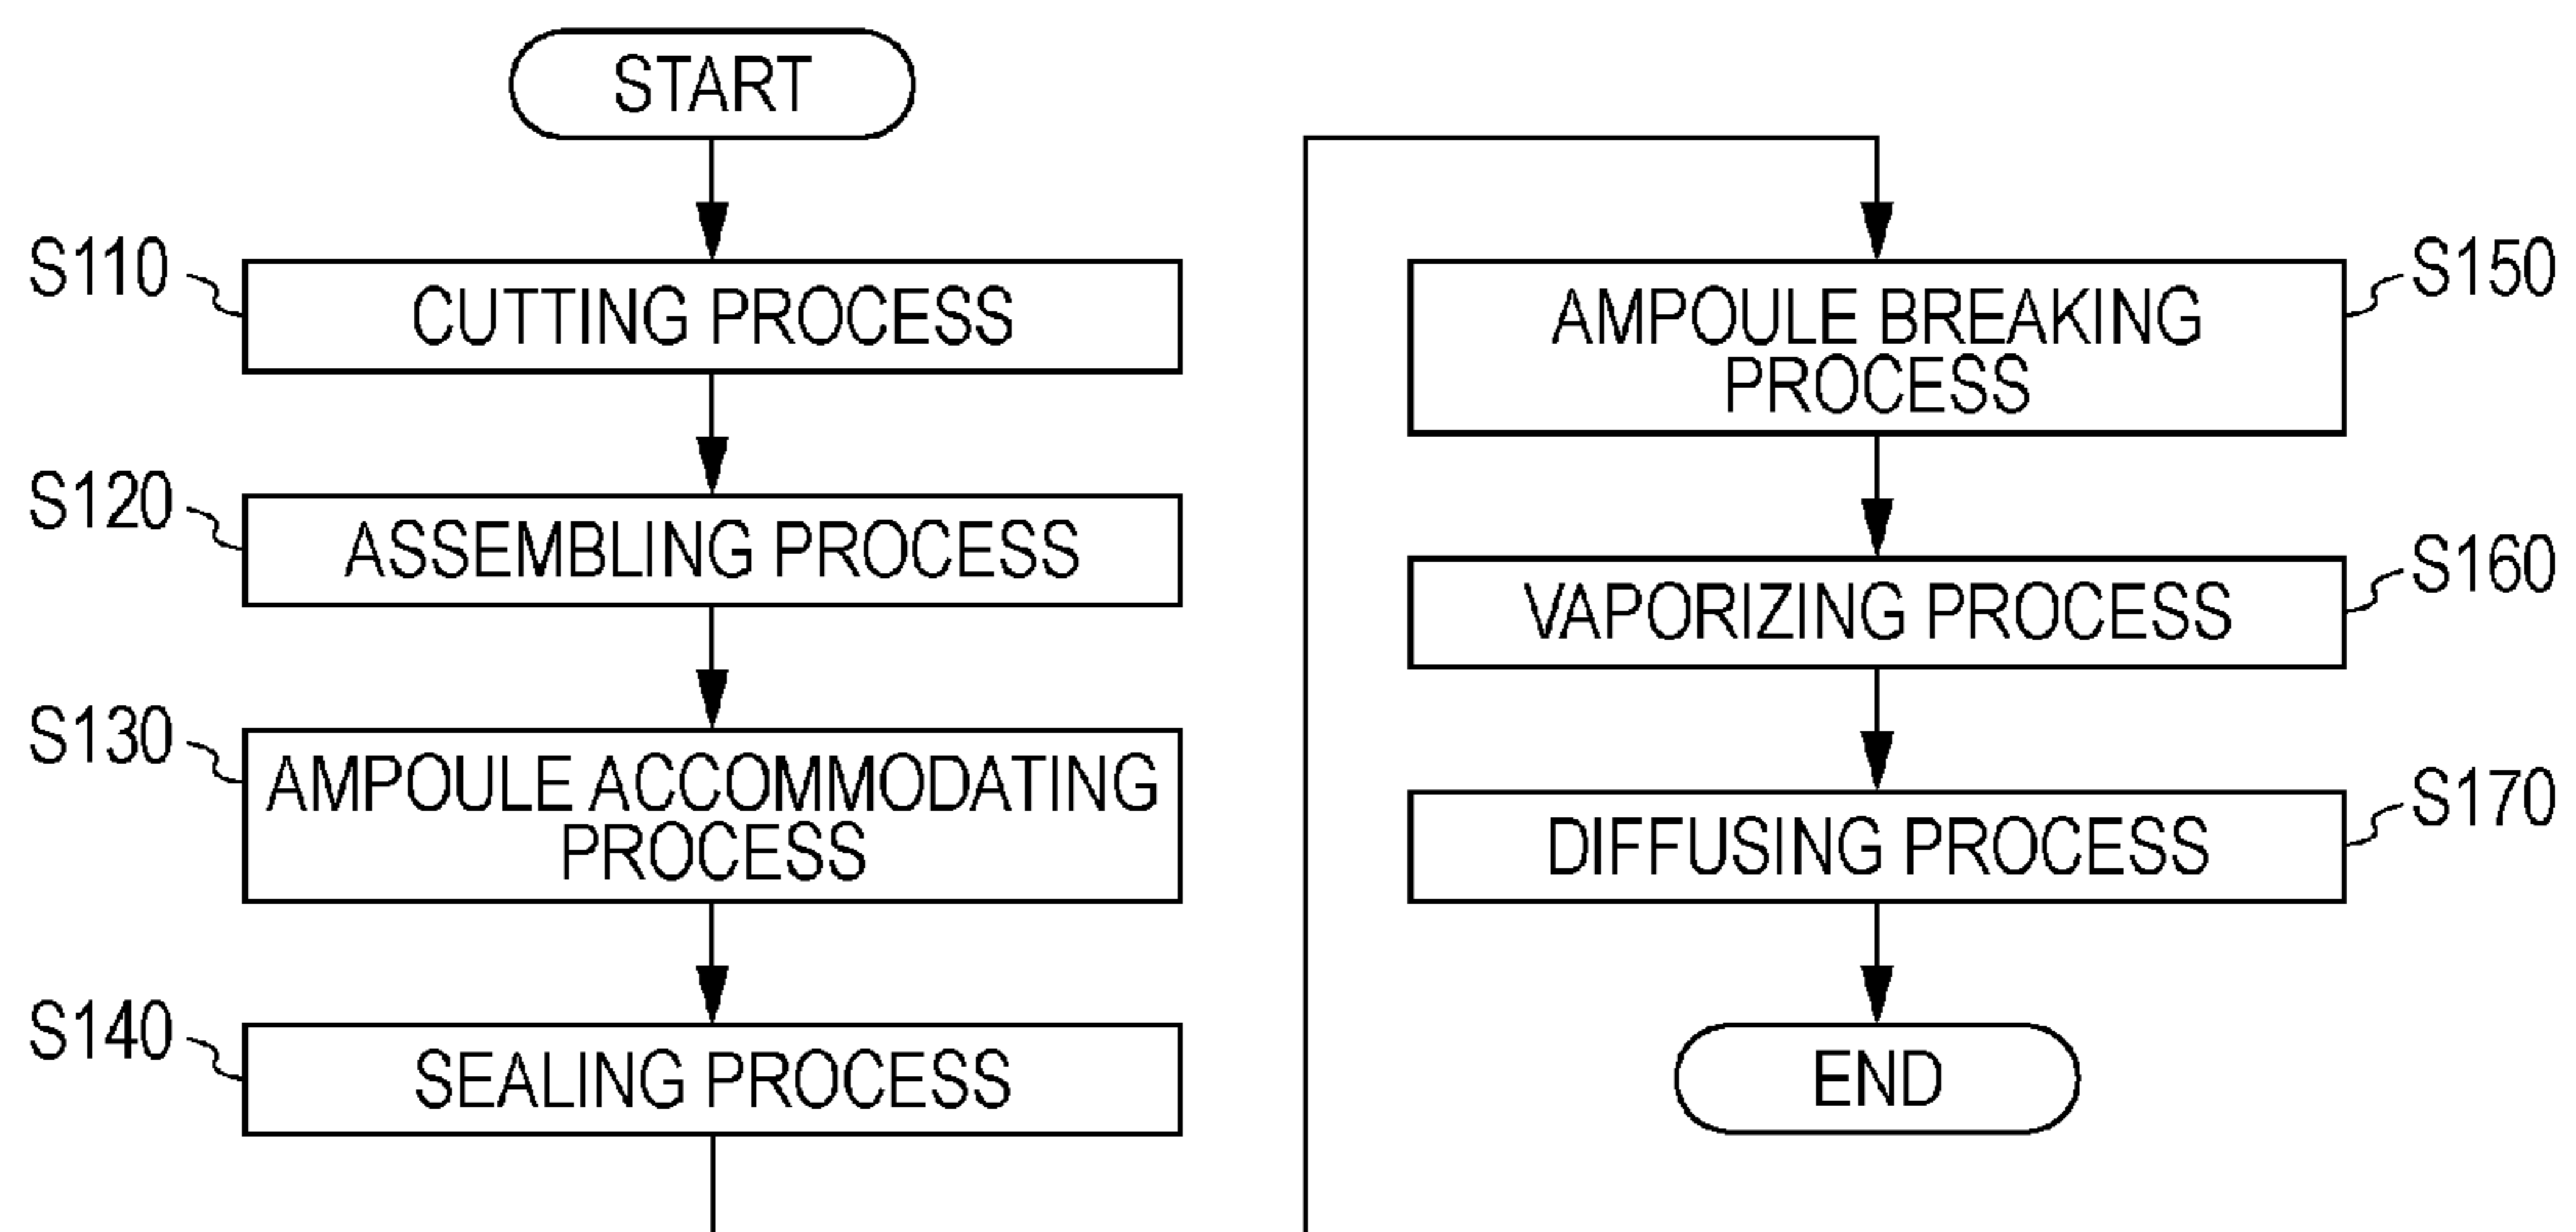 START
S110
CUTTING PROCESS
S120
ASSEMBLING PROCESS
S130
AMPOULE ACCOMMODATING
PROCESS
S140
SEALING PROCESS
S150
AMPOULE BREAKING
PROCESS
S160
VAPORIZING PROCESS
S170
DIFFUSING PROCESS
END